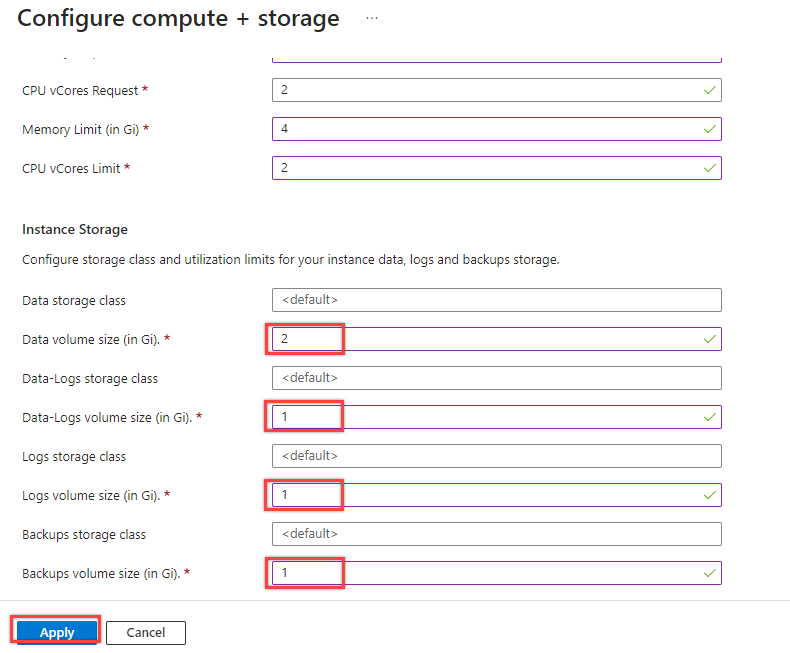 Configure compute + storage ...
CPU vCores Request * 2
Memory Limit (in Gi) * 4
CPU vCores Limit * 2
Instance Storage
Configure storage class and utilization limits for your instance data, logs and backups storage.
Data storage class <default>
Data volume size (in Gi). * 2
Data-Logs storage class <default>
Data-Logs volume size (in Gi). * 1
Logs storage class <default>
Logs volume size (in Gi). * 1
Backups storage class <default>
Backups volume size (in Gi). * 1
Apply Cancel